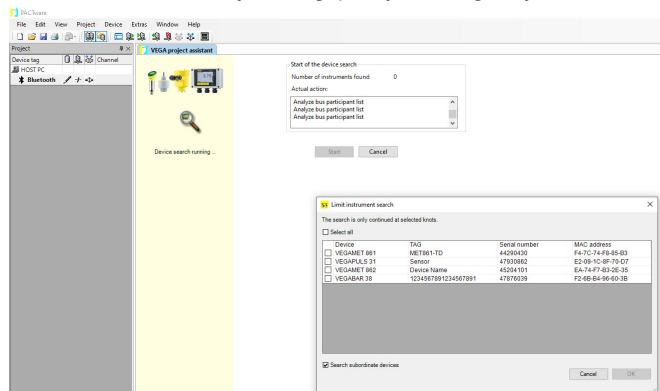 PACTware
File Edit View Project Device Extras Window Help
Project
VEGA project assistant
Device tag Channel
HOST PC
Bluetooth
Device search running ...
Start of the device search
Number of instruments found 0
Actual action:
Analyze bus participant list
Analyze bus participant list
Analyze bus participant list
Start Cancel
Limit instrument search
The search is only continued at selected knots.
Select all
Device TAG Serial number MAC address
VEGAMET 861 MET861-TD 44290430 F4-7C-74-F8-85-B3
VEGAPULS 31 Sensor 47930862 E2-09-1C-8F-70-D7
VEGAMET 862 Device Name 45204101 EA-74-F7-B3-2E-35
VEGABAR 38 1234567891234567891 47876039 F2-6B-B4-96-60-3B
Search subordinate devices
Cancel OK